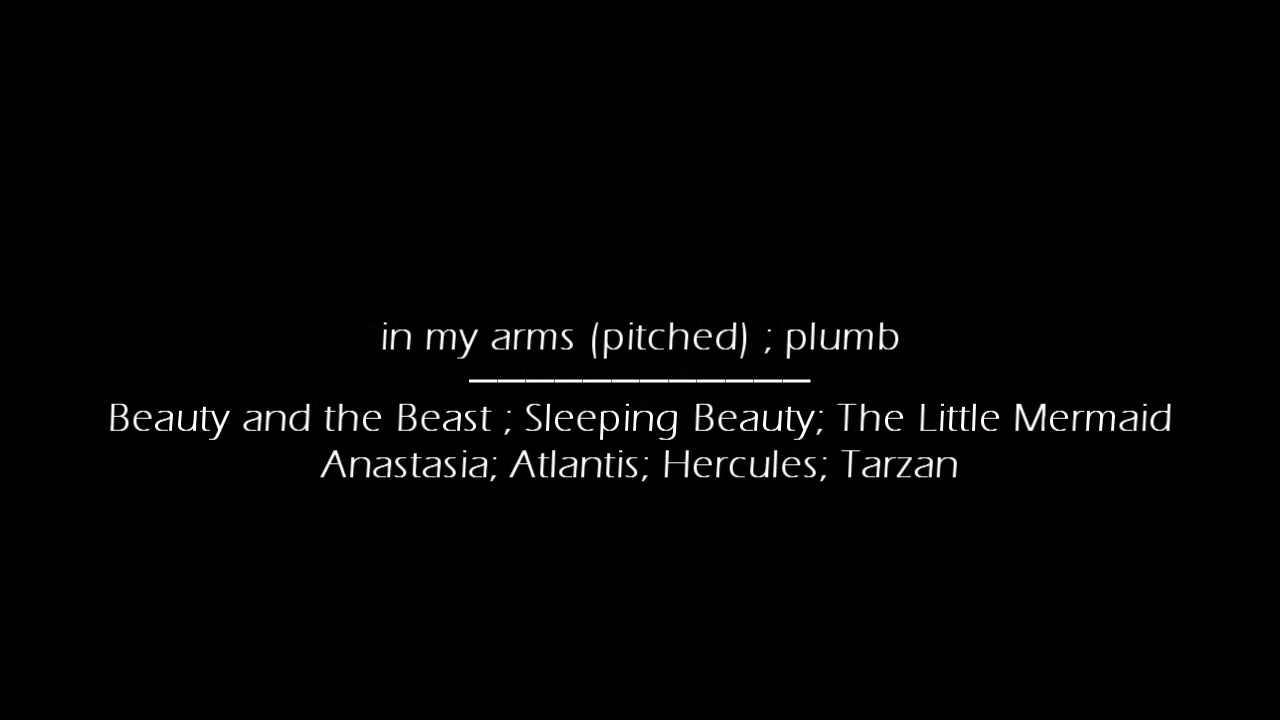 in my arms (pitched) ; plumb
Beauty and the Beast ; Sleeping Beauty; The Little Mermaid
Anastasia; Atlantis; Hercules; Tarzan